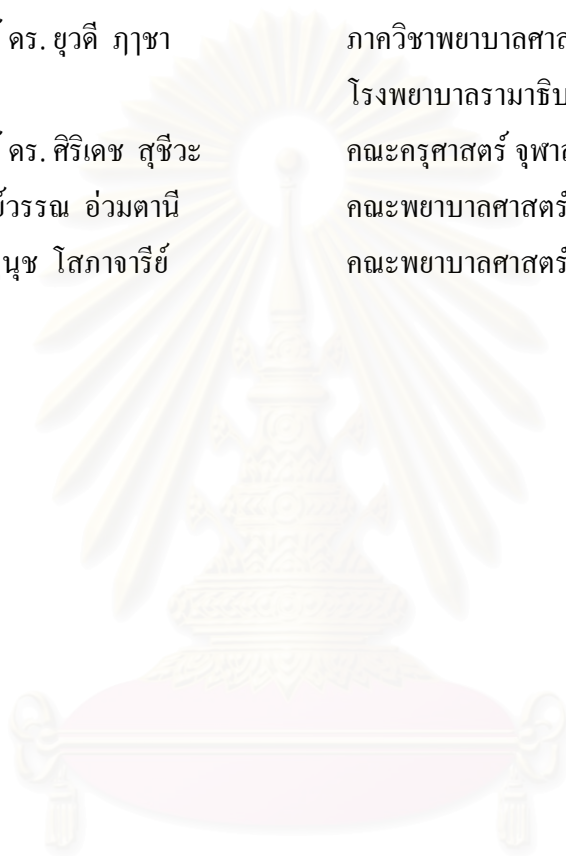 ์ ดร. ยุวดี ฦาชา ภาควิชาพยาบาลศาส
โรงพยาบาลรามาธิบ
์ ดร. ศิริเดช สุชีวะ คณะครุศาสตร์ จุฬาล
ย์วรรณ อ่วมตานี คณะพยาบาลศาสตร์
นุช โสภาจารีย์ คณะพยาบาลศาสตร์